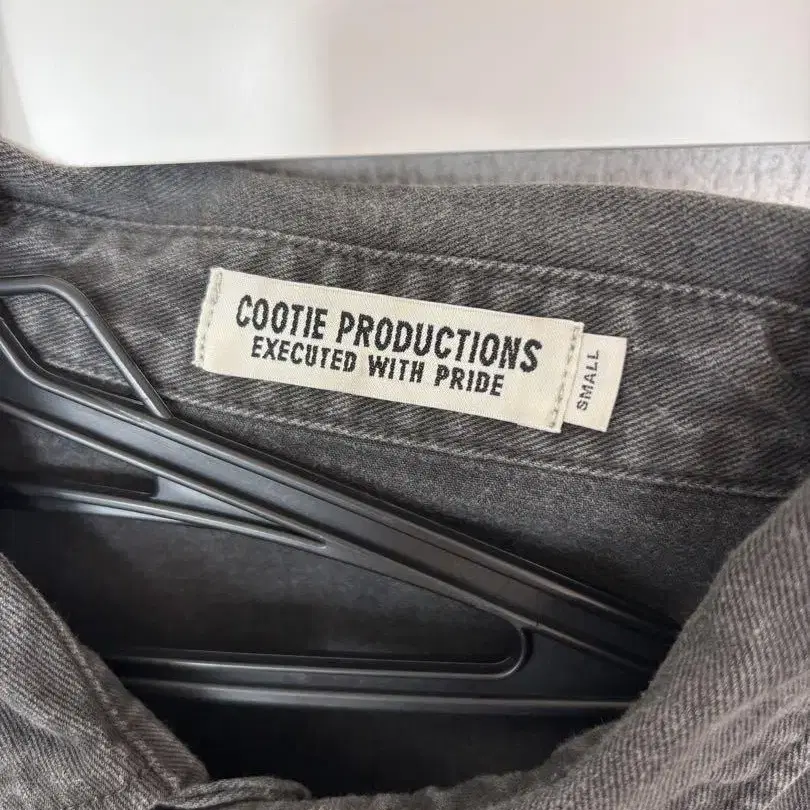 COOTIE PRODUCTIONS
EXECUTED WITH PRIDE
SMALL